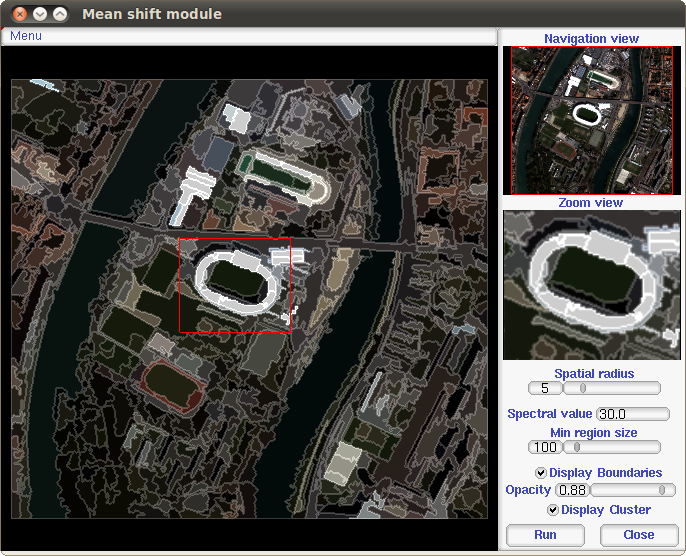 Mean shift module
Menu
Navigation view
Zoom view
Spatial radius
5
Spectral value 30.0
Min region size
100
Display Boundaries
Opacity 0.88
Display Cluster
Run Close